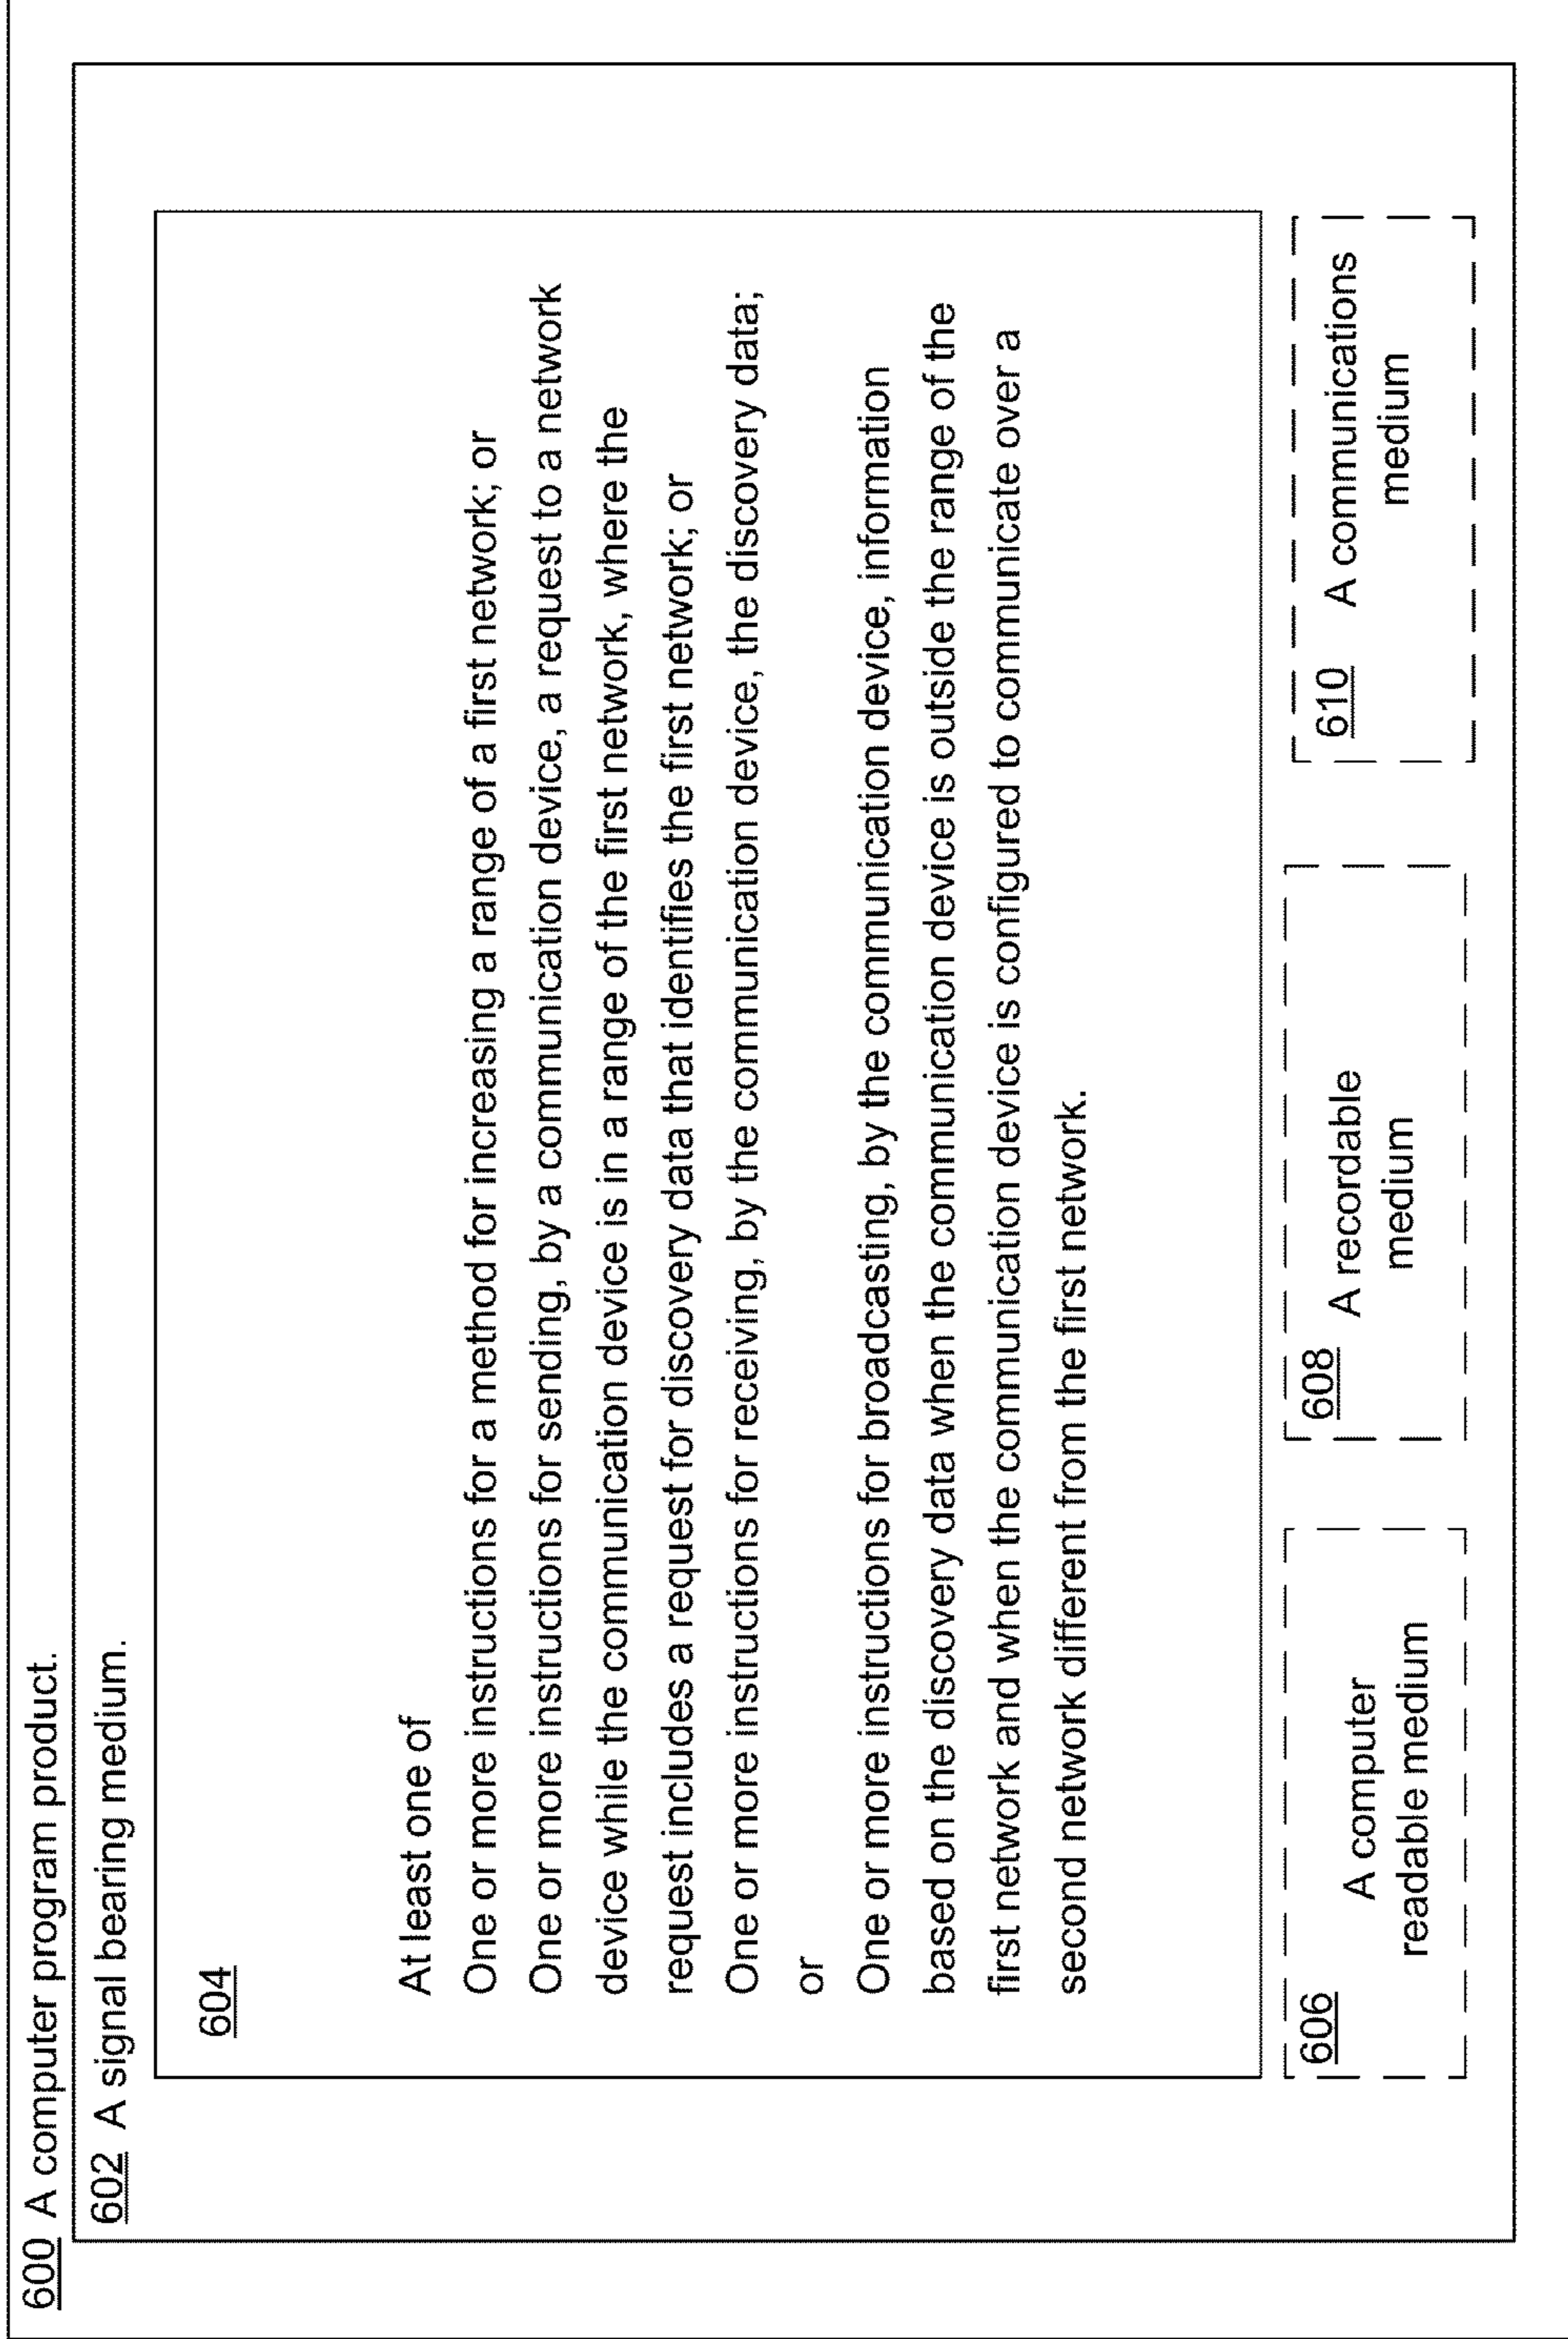 600 A computer program product.
602 A signal bearing medium.
604
At least one of
One or more instructions for a method for increasing a range of a first network; or
One or more instructions for sending, by a communication device, a request to a network
device while the communication device is in a range of the first network, where the
request includes a request for discovery data that identifies the first network; or
One or more instructions for receiving, by the communication device, the discovery data;
or
One or more instructions for broadcasting, by the communication device, information
based on the discovery data when the communication device is outside the range of the
first network and when the communication device is configured to communicate over a
second network different from the first network.
606
A computer
readable medium
608
A recordable
medium
610
A communications
medium